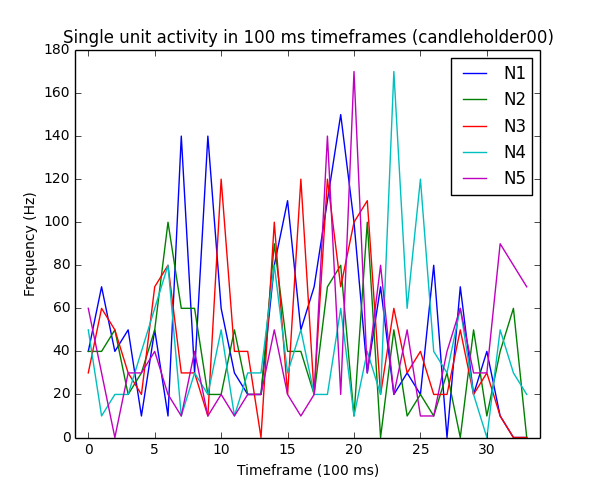 Single unit activity in 100 ms timeframes (candleholder00)
180
160
140
120
100
80
60
40
20
0
Frequency (Hz)
N1
N2
N3
N4
N5
0 5 10 15 20 25 30
Timeframe (100 ms)